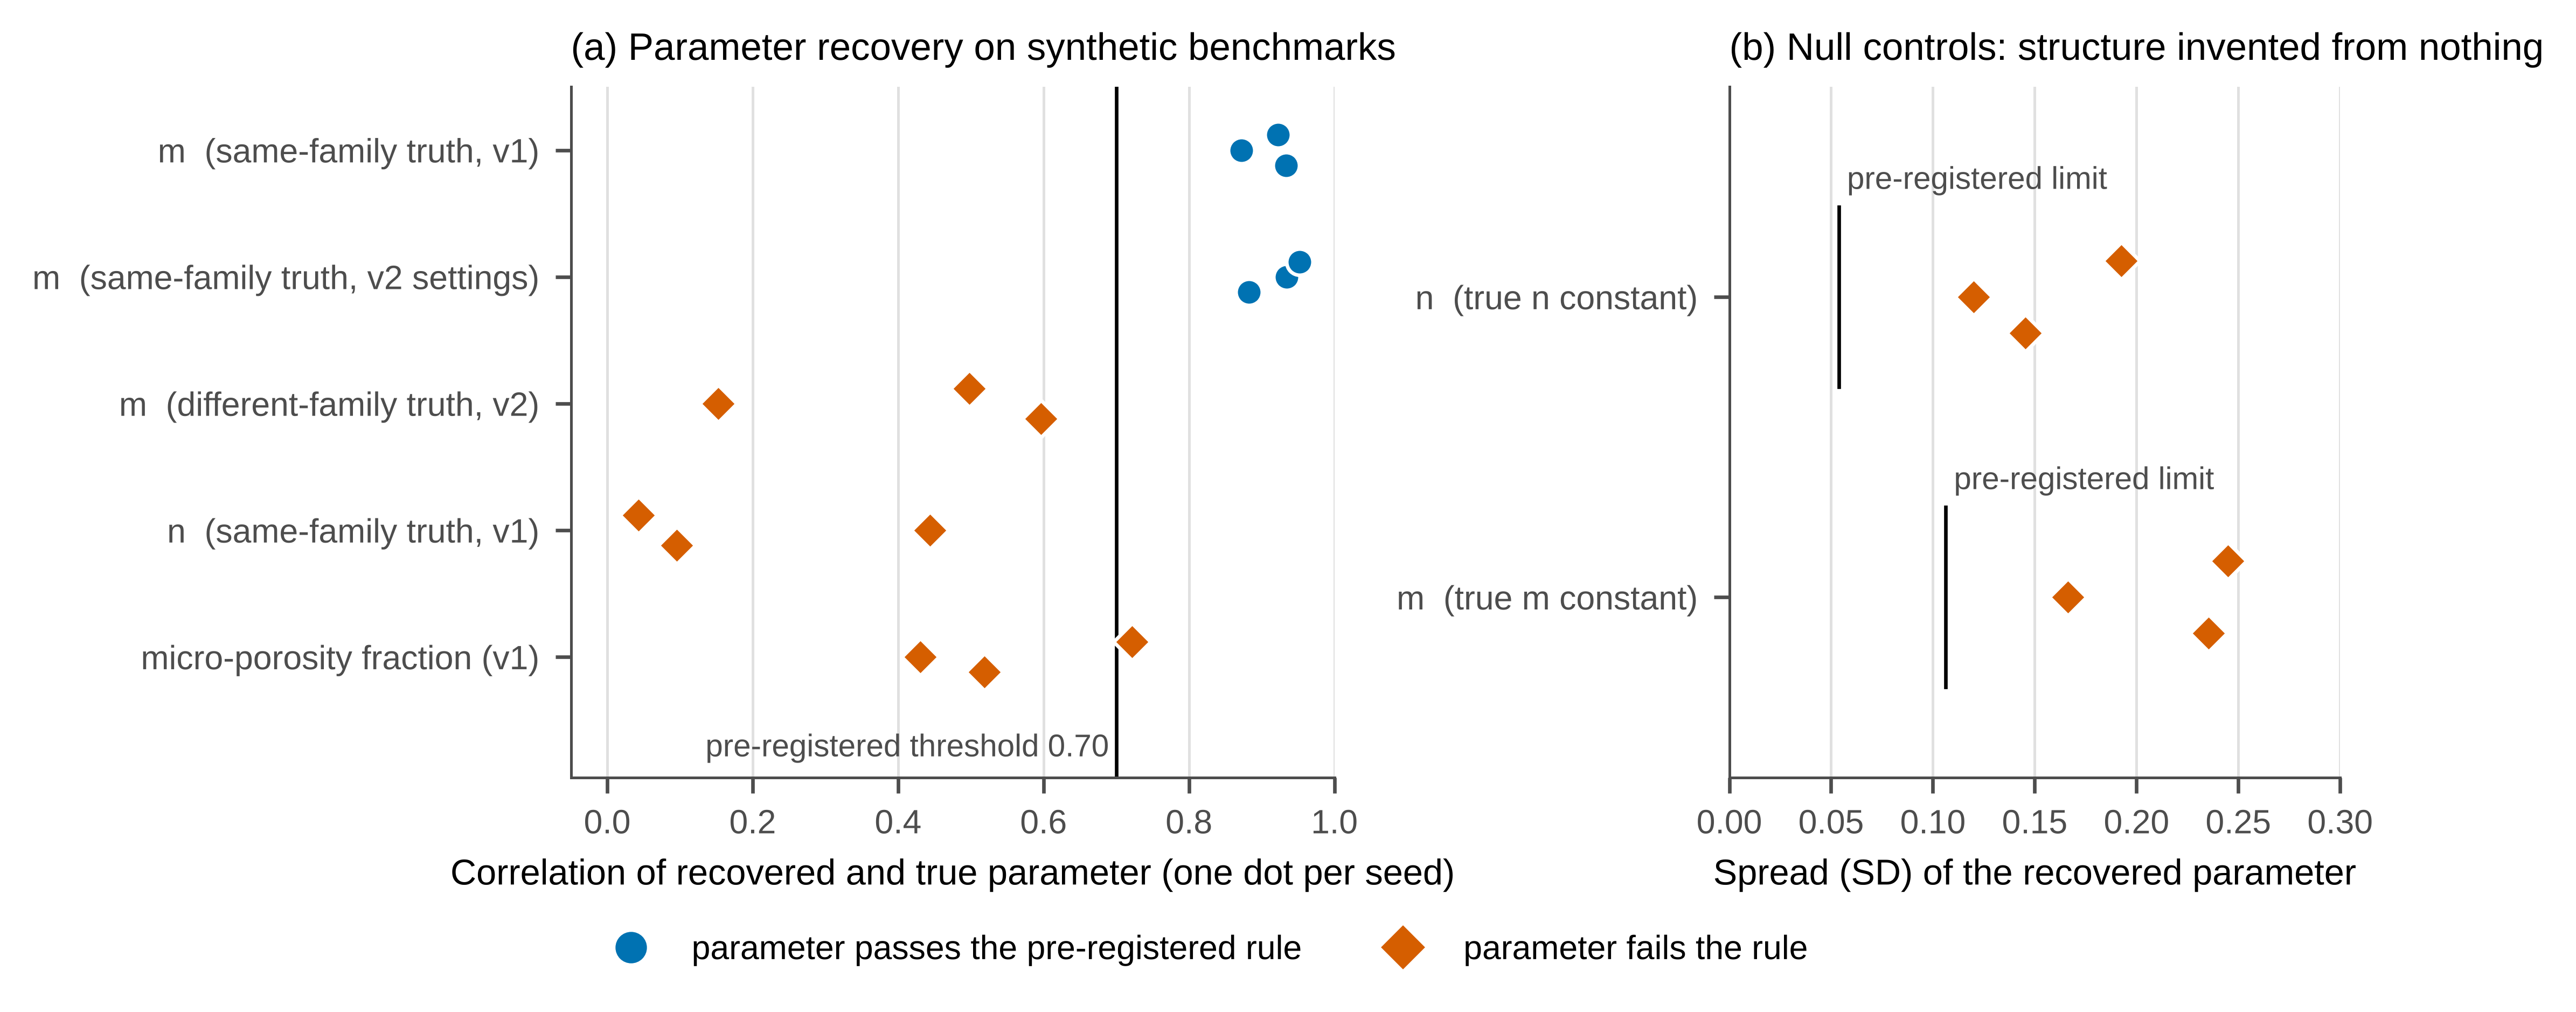 (a) Parameter recovery on synthetic benchmarks
m (same-family truth, v1)
m (same-family truth, v2 settings)
m (different-family truth, v2)
n (same-family truth, v1)
micro-porosity fraction (v1)
pre-registered threshold 0.70
0.0 0.2 0.4 0.6 0.8 1.0
Correlation of recovered and true parameter (one dot per seed)
(b) Null controls: structure invented from nothing
pre-registered limit
n (true n constant)
pre-registered limit
m (true m constant)
0.00 0.05 0.10 0.15 0.20 0.25 0.30
Spread (SD) of the recovered parameter
parameter passes the pre-registered rule
parameter fails the rule